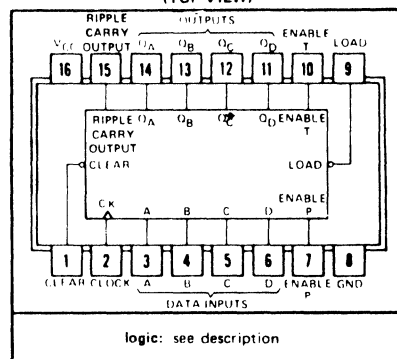 (TOP VIEW)
RIPPLE CARRY OUTPUT
OUTPUTS
VCC QA QB QC QD ENABLE T LOAD
16 15 14 13 12 11 10 9
RIPPLE CARRY OUTPUT QA QB QC QD ENABLE T
CLEAR LOAD
CK A B C D ENABLE P
1 2 3 4 5 6 7 8
CLEAR CLOCK A B C D ENABLE P GND
DATA INPUTS
logic: see description